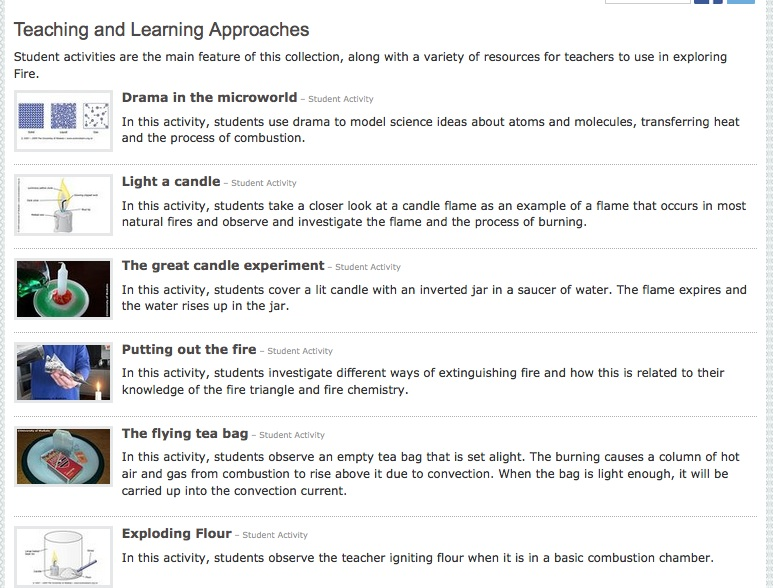 Teaching and Learning Approaches
Student activities are the main feature of this collection, along with a variety of resources for teachers to use in exploring
Fire.
Drama in the microworld – Student Activity
In this activity, students use drama to model science ideas about atoms and molecules, transferring heat
and the process of combustion.
Light a candle – Student Activity
In this activity, students take a closer look at a candle flame as an example of a flame that occurs in most
natural fires and observe and investigate the flame and the process of burning.
The great candle experiment – Student Activity
In this activity, students cover a lit candle with an inverted jar in a saucer of water. The flame expires and
the water rises up in the jar.
Putting out the fire – Student Activity
In this activity, students investigate different ways of extinguishing fire and how this is related to their
knowledge of the fire triangle and fire chemistry.
The flying tea bag – Student Activity
In this activity, students observe an empty tea bag that is set alight. The burning causes a column of hot
air and gas from combustion to rise above it due to convection. When the bag is light enough, it will be
carried up into the convection current.
Exploding Flour – Student Activity
In this activity, students observe the teacher igniting flour when it is in a basic combustion chamber.